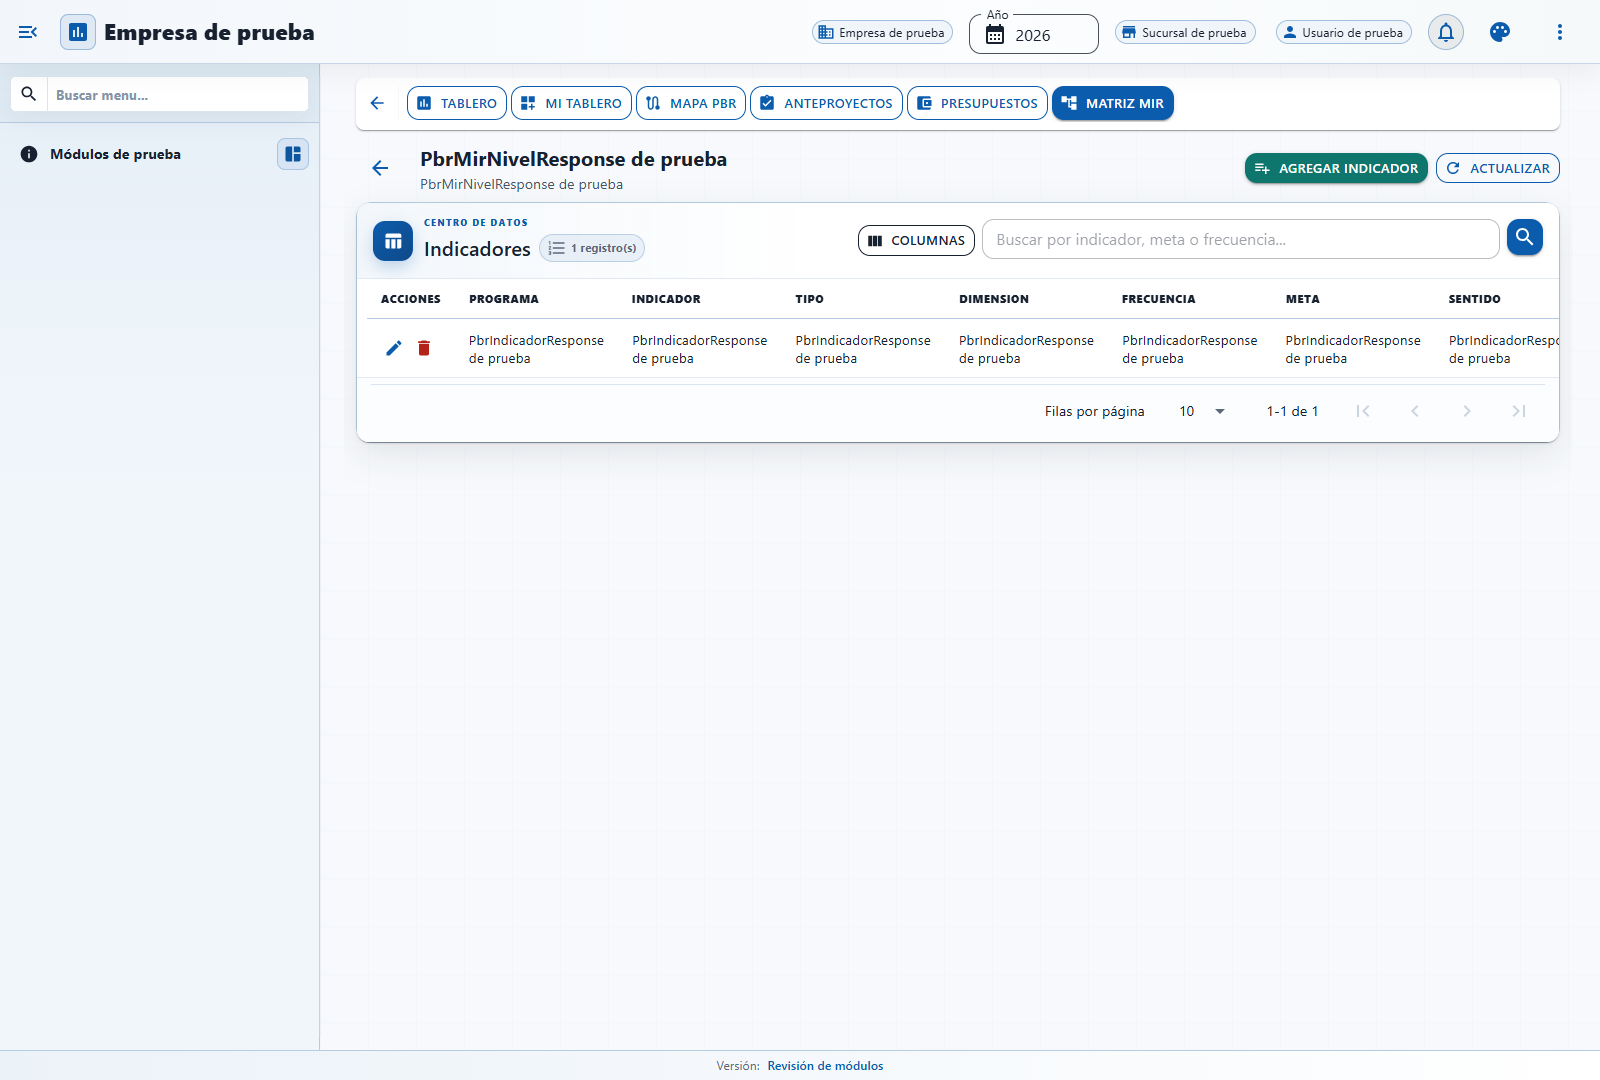 Empresa de prueba
Empresa de prueba
Año
2026
Sucursal de prueba
Usuario de prueba
Buscar menu...
Módulos de prueba
TABLERO
MI TABLERO
MAPA PBR
ANTEPROYECTOS
PRESUPUESTOS
MATRIZ MIR
PbrMirNivelResponse de prueba
PbrMirNivelResponse de prueba
AGREGAR INDICADOR
ACTUALIZAR
CENTRO DE DATOS
Indicadores
1 registro(s)
COLUMNAS
Buscar por indicador, meta o frecuencia...
ACCIONES PROGRAMA INDICADOR TIPO DIMENSION FRECUENCIA META SENTIDO
PbrIndicadorResponse PbrIndicadorResponse PbrIndicadorResponse PbrIndicadorResponse PbrIndicadorResponse PbrIndicadorResponse PbrIndicadorRespo
de prueba de prueba de prueba de prueba de prueba de prueba de prueba
Filas por página 10 1-1 de 1
Versión: Revisión de módulos